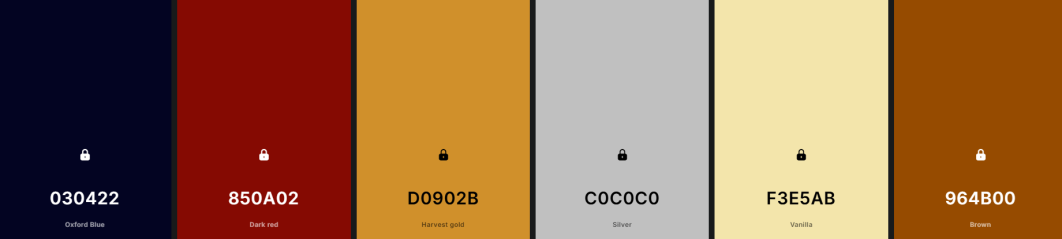 030422
Oxford Blue
850A02
Dark red
D0902B
Harvest gold
C0C0C0
Silver
F3E5AB
Vanilla
964B00
Brown